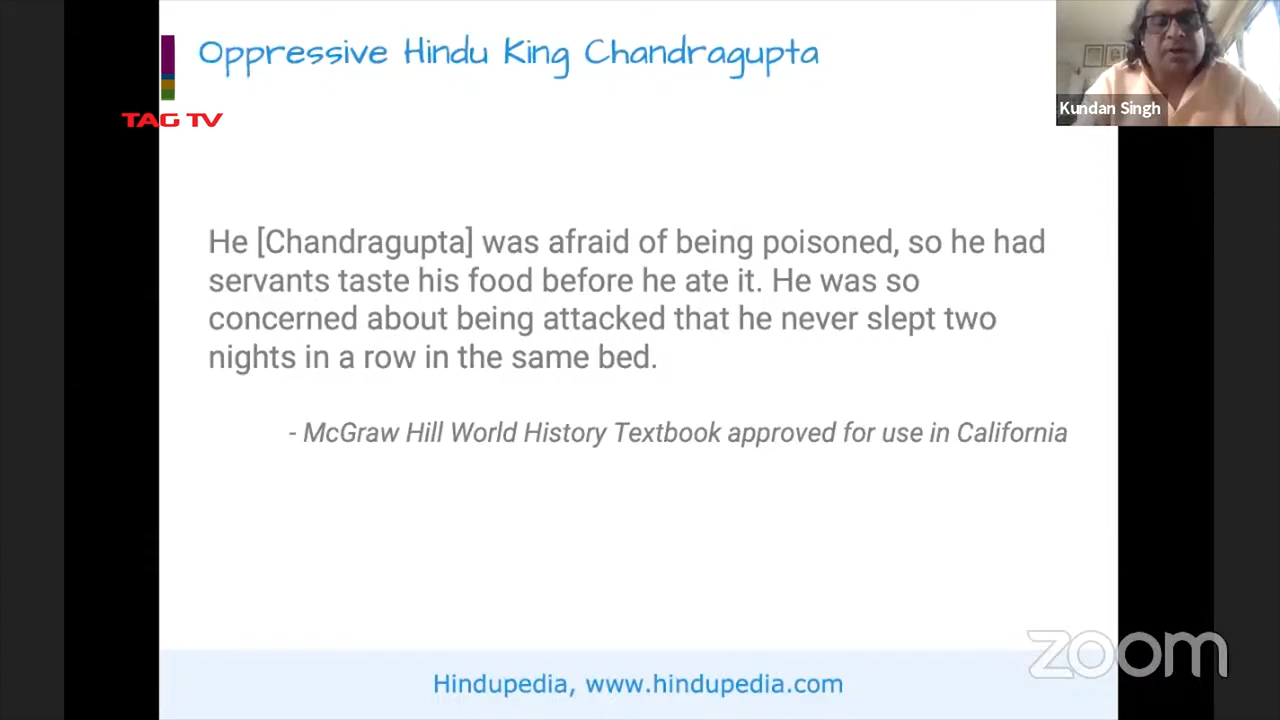 Oppressive Hindu King Chandragupta
Kundan Singh
TAG TV
He [Chandragupta] was afraid of being poisoned, so he had
servants taste his food before he ate it. He was so
concerned about being attacked that he never slept two
nights in a row in the same bed.
- McGraw Hill World History Textbook approved for use in California
zoom
Hindupedia, www.hindupedia.com